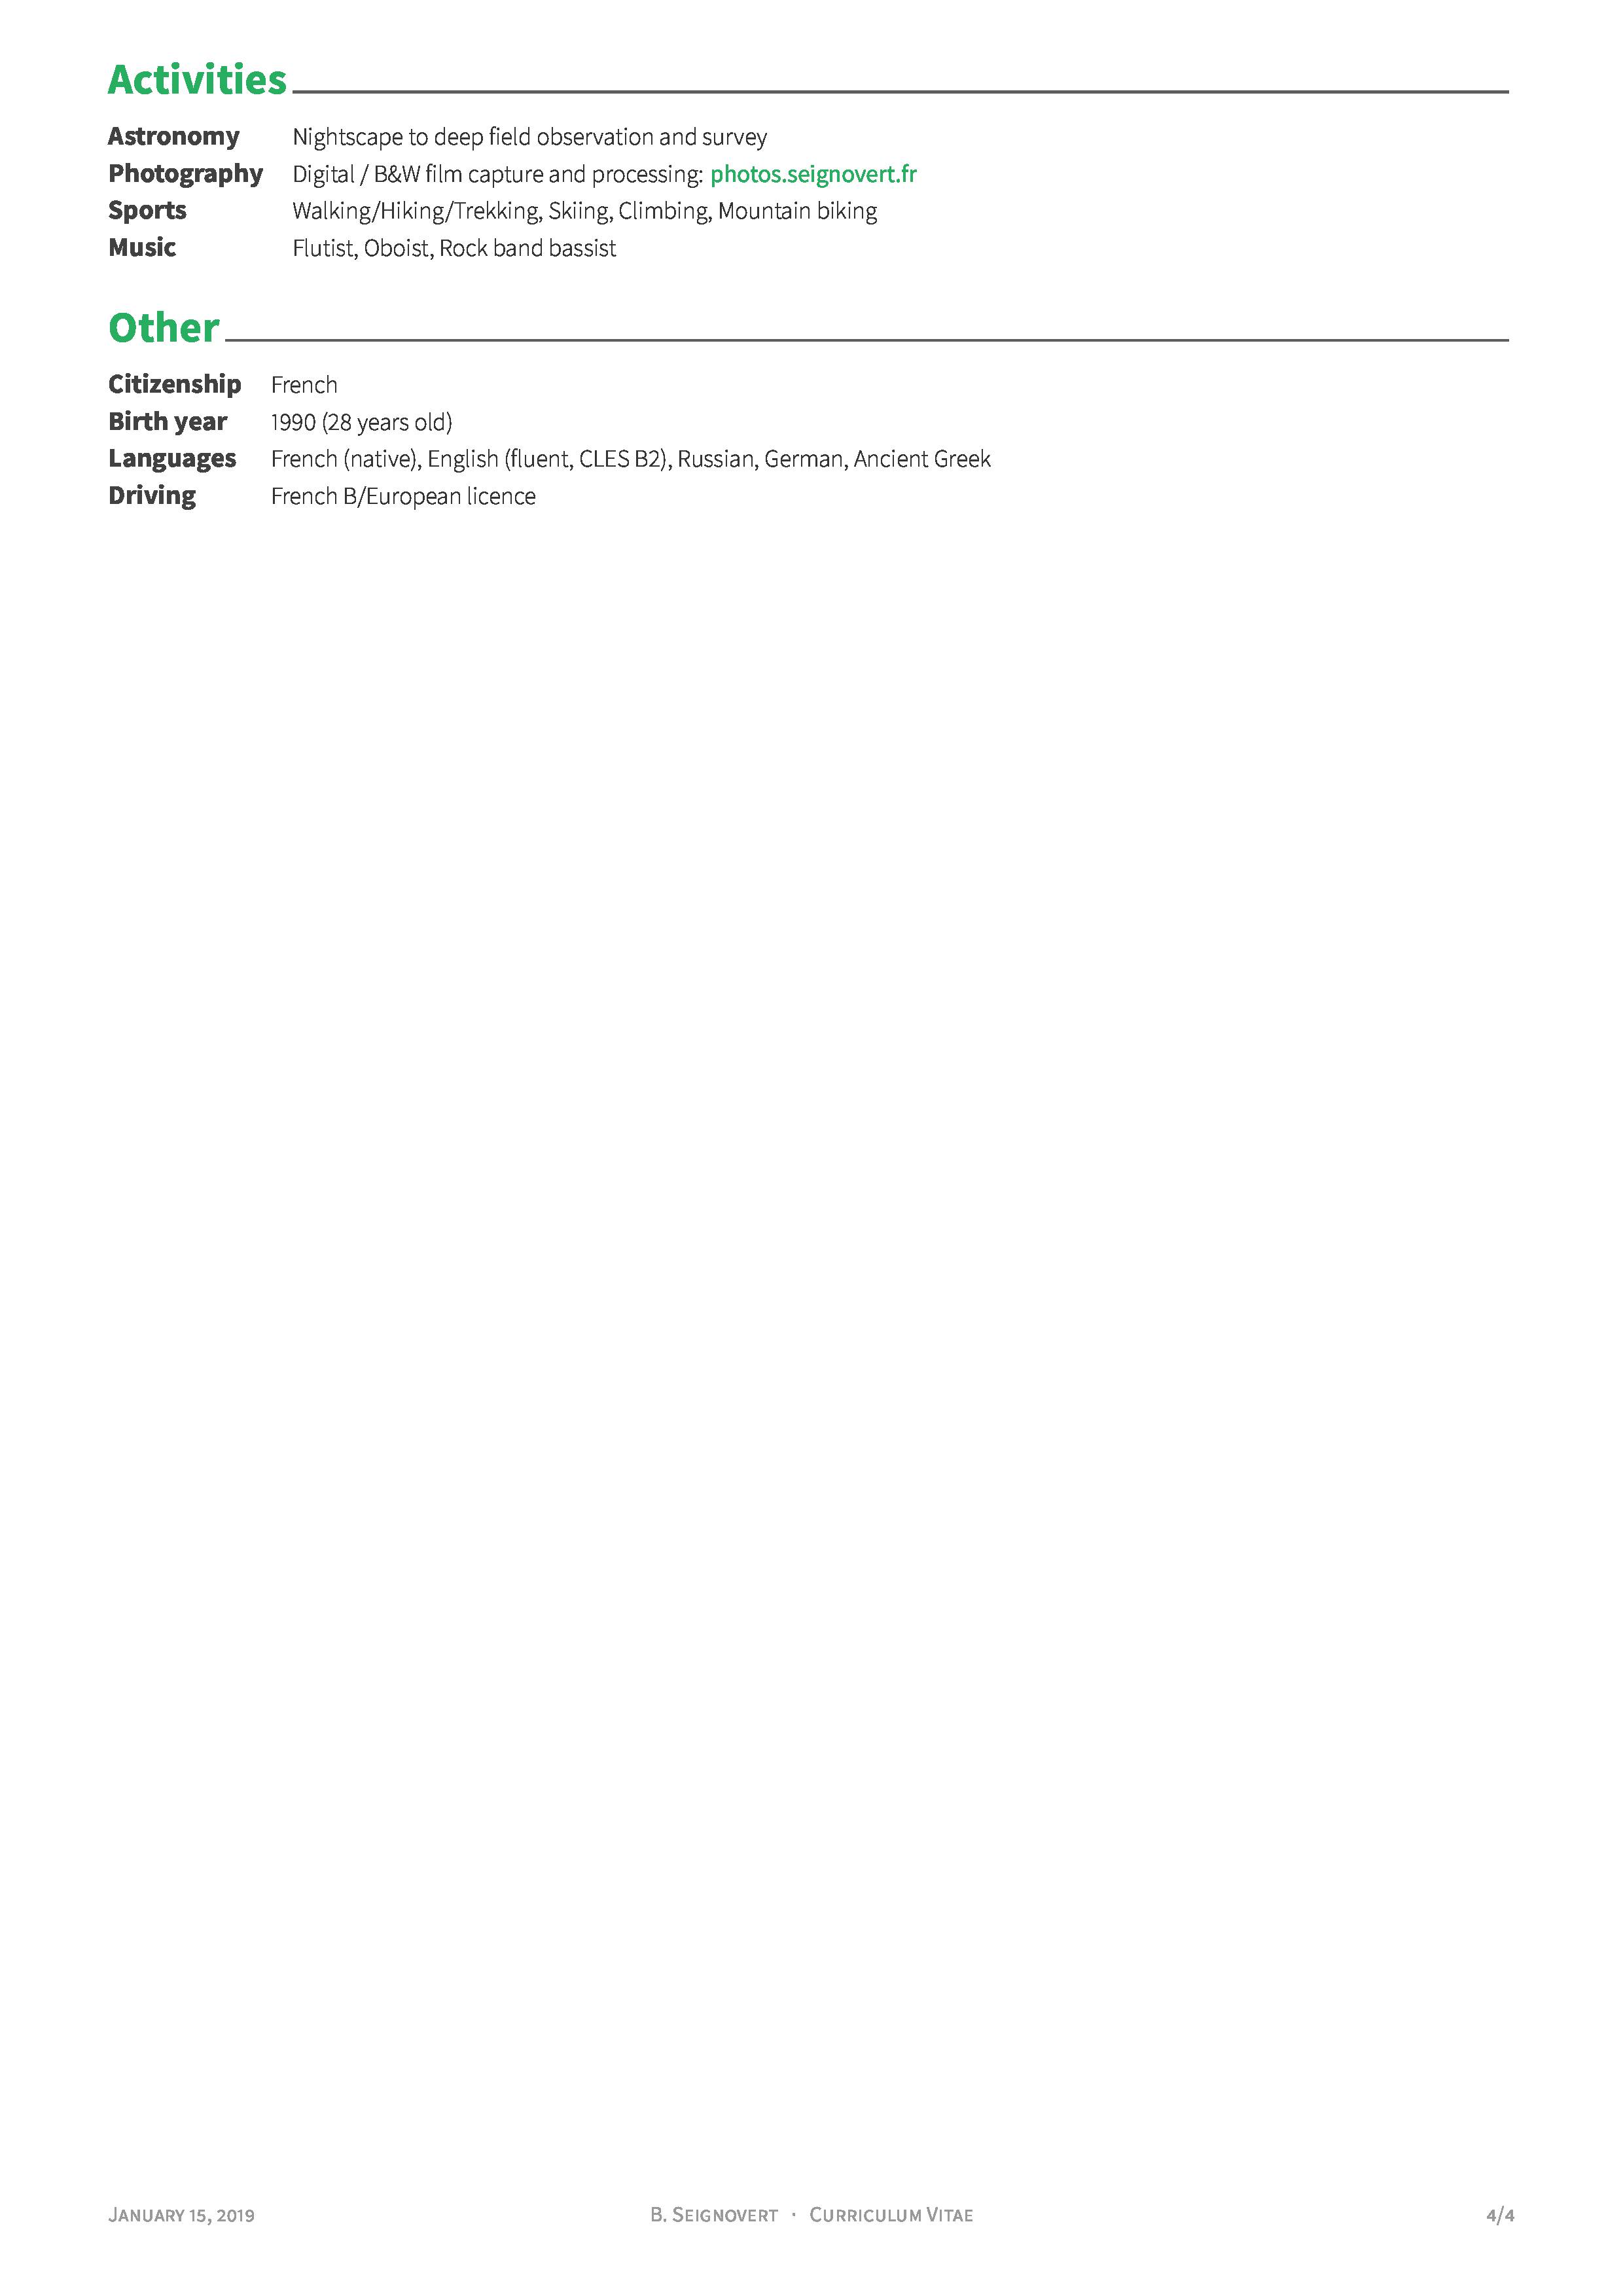 Activities
Astronomy Nightscape to deep field observation and survey
Photography Digital / B&W film capture and processing: photos.seignovert.fr
Sports Walking/Hiking/Trekking, Skiing, Climbing, Mountain biking
Music Flutist, Oboist, Rock band bassist
Other
Citizenship French
Birth year 1990 (28 years old)
Languages French (native), English (fluent, CLES B2), Russian, German, Ancient Greek
Driving French B/European licence
January 15, 2019 B. Seignovert · Curriculum Vitae 4/4